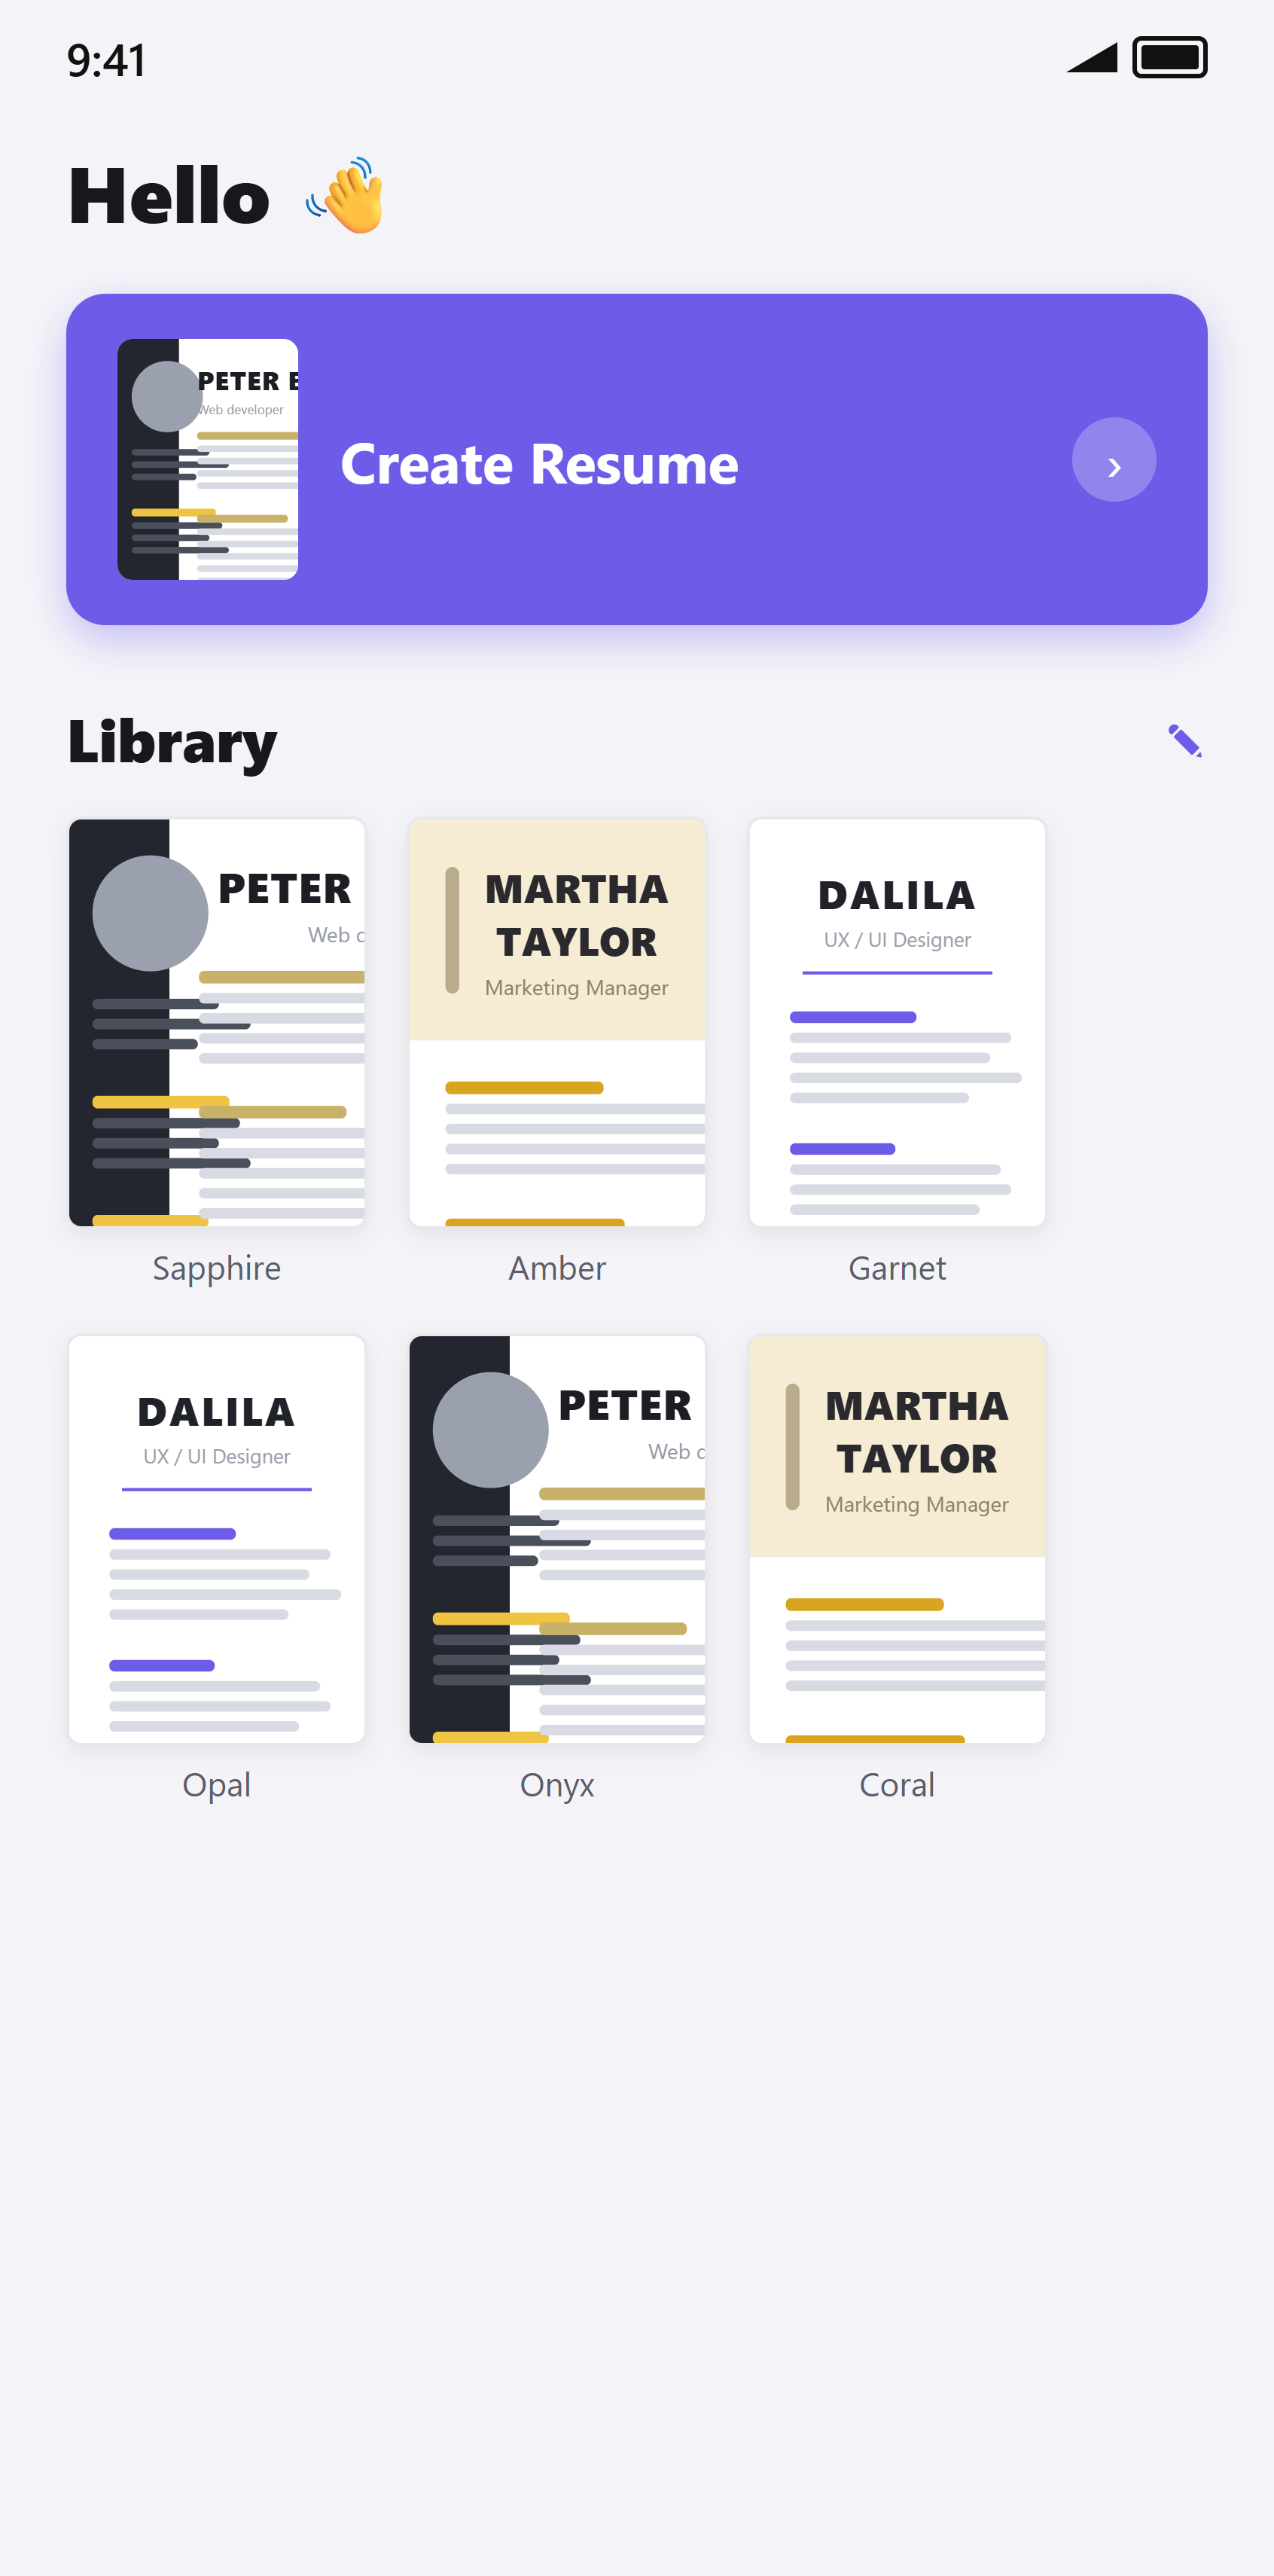 9:41
Hello 👋
PETER E
Web developer
Create Resume
Library
PETER
Web c
MARTHA
TAYLOR
Marketing Manager
DALILA
UX / UI Designer
Sapphire
Amber
Garnet
DALILA
UX / UI Designer
PETER
Web c
MARTHA
TAYLOR
Marketing Manager
Opal
Onyx
Coral